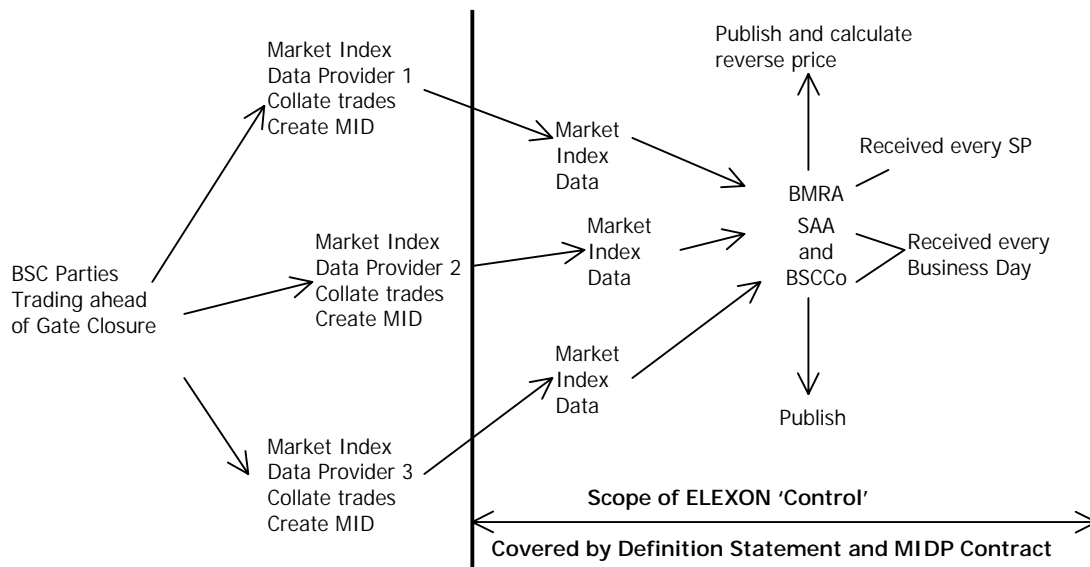 BSC Parties
Trading ahead
of Gate Closure
Market Index
Data Provider 1
Collate trades
Create MID
Market Index
Data Provider 2
Collate trades
Create MID
Market Index
Data Provider 3
Collate trades
Create MID
Market
Index
Data
Market
Index
Data
Market
Index
Data
Publish and calculate
reverse price
Received every SP
BMRA
SAA
and
BSCCo
Received every
Business Day
Publish
Scope of ELEXON ‘Control’
Covered by Definition Statement and MIDP Contract